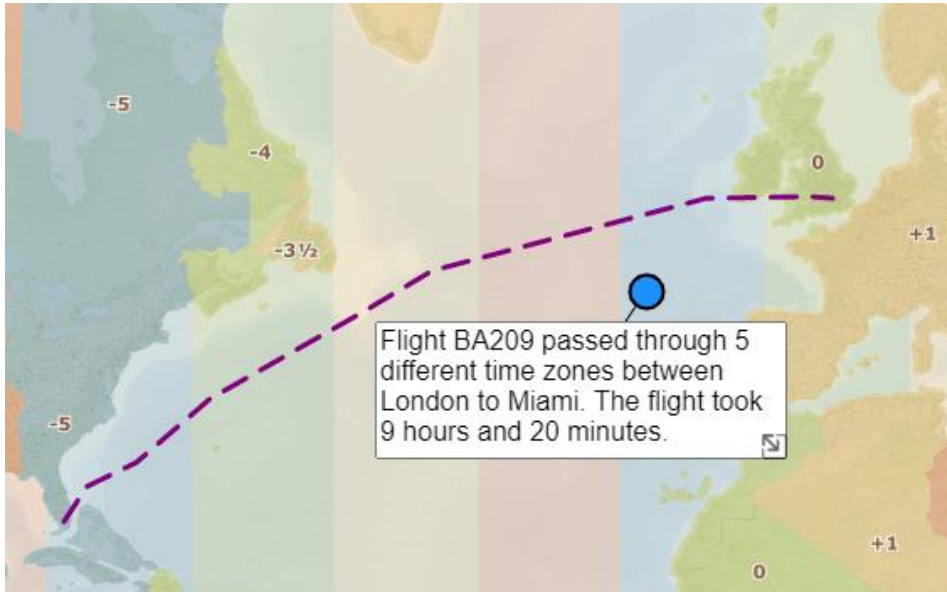 -5
-4
0
-3½
+1
Flight BA209 passed through 5
different time zones between
London to Miami. The flight took
9 hours and 20 minutes.
-5
+1
0